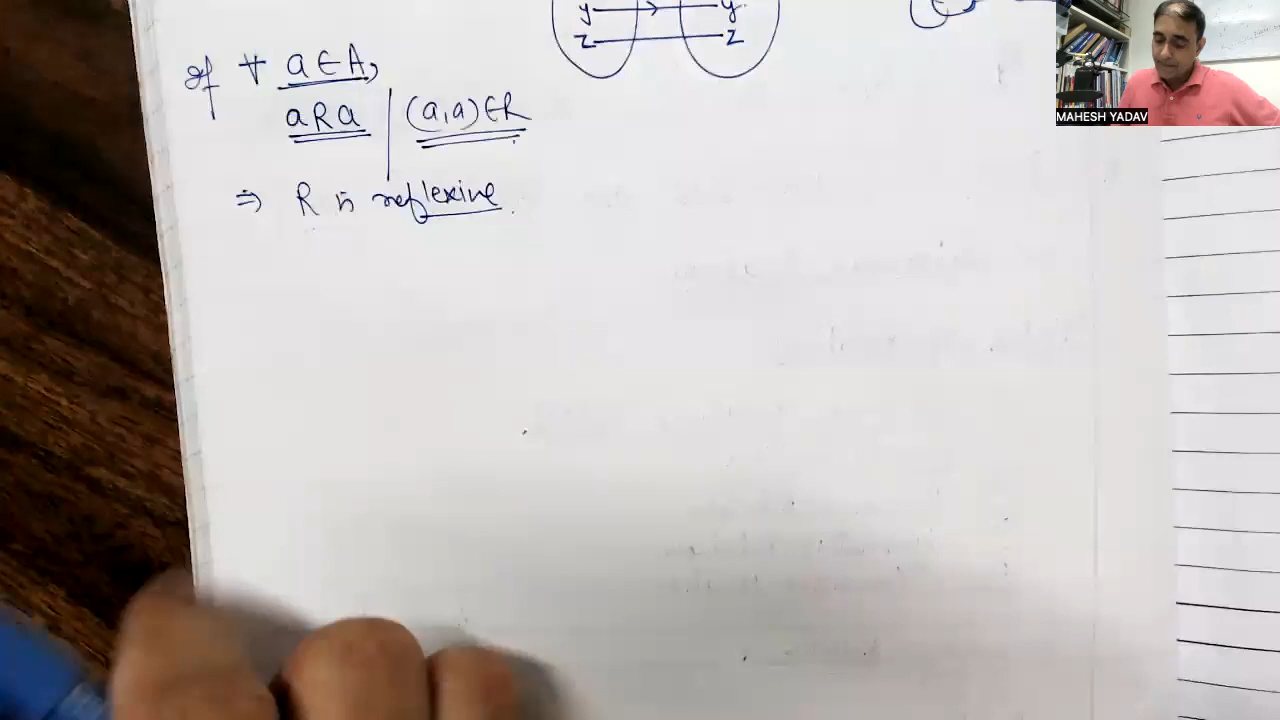 y y
z z
If ∀ a ∈ A,
aRa | (a,a) ∈ R
⇒ R is reflexive.
MAHESH YADAV